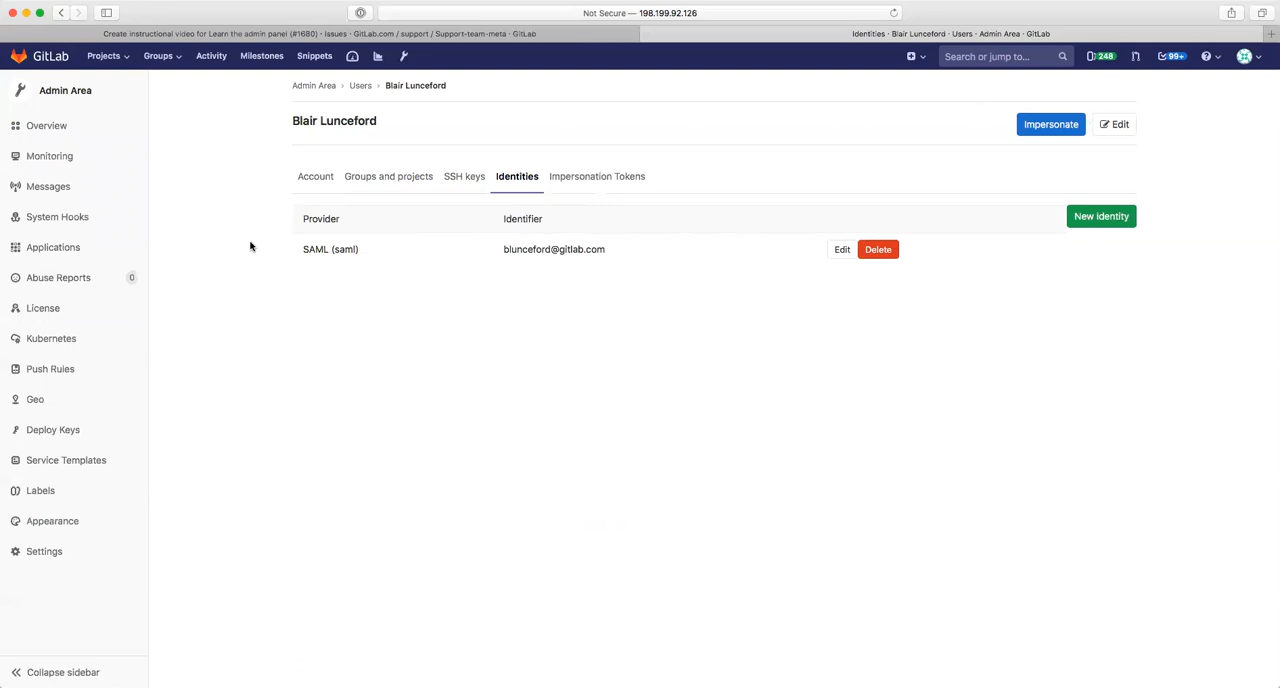 Not Secure — 198.199.92.126
Create instructional video for Learn the admin panel (#1680) · Issues · GitLab.com / support / Support-team-meta · GitLab
Identities · Blair Lunceford · Users · Admin Area · GitLab
GitLab Projects Groups Activity Milestones Snippets Search or jump to... 248 99+
Admin Area
Overview
Monitoring
Messages
System Hooks
Applications
Abuse Reports 0
License
Kubernetes
Push Rules
Geo
Deploy Keys
Service Templates
Labels
Appearance
Settings
Collapse sidebar
Admin Area › Users › Blair Lunceford
Blair Lunceford
Impersonate Edit
Account Groups and projects SSH keys Identities Impersonation Tokens
Provider Identifier New identity
SAML (saml) blunceford@gitlab.com Edit Delete